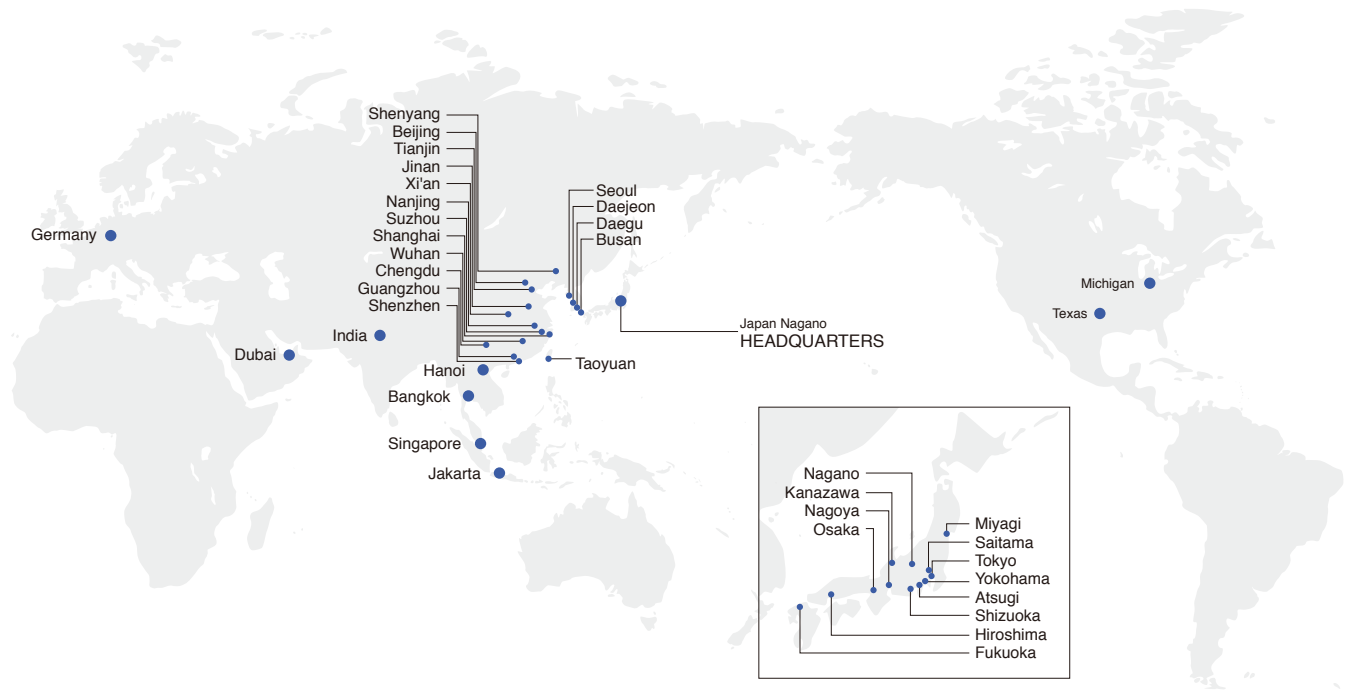 Shenyang
Beijing
Tianjin
Jinan
Xi'an
Nanjing
Suzhou
Shanghai
Wuhan
Chengdu
Guangzhou
Shenzhen
Seoul
Daejeon
Daegu
Busan
Germany
India
Dubai
Hanoi
Bangkok
Singapore
Jakarta
Taoyuan
Japan Nagano
HEADQUARTERS
Michigan
Texas
Nagano
Kanazawa
Nagoya
Osaka
Miyagi
Saitama
Tokyo
Yokohama
Atsugi
Shizuoka
Hiroshima
Fukuoka